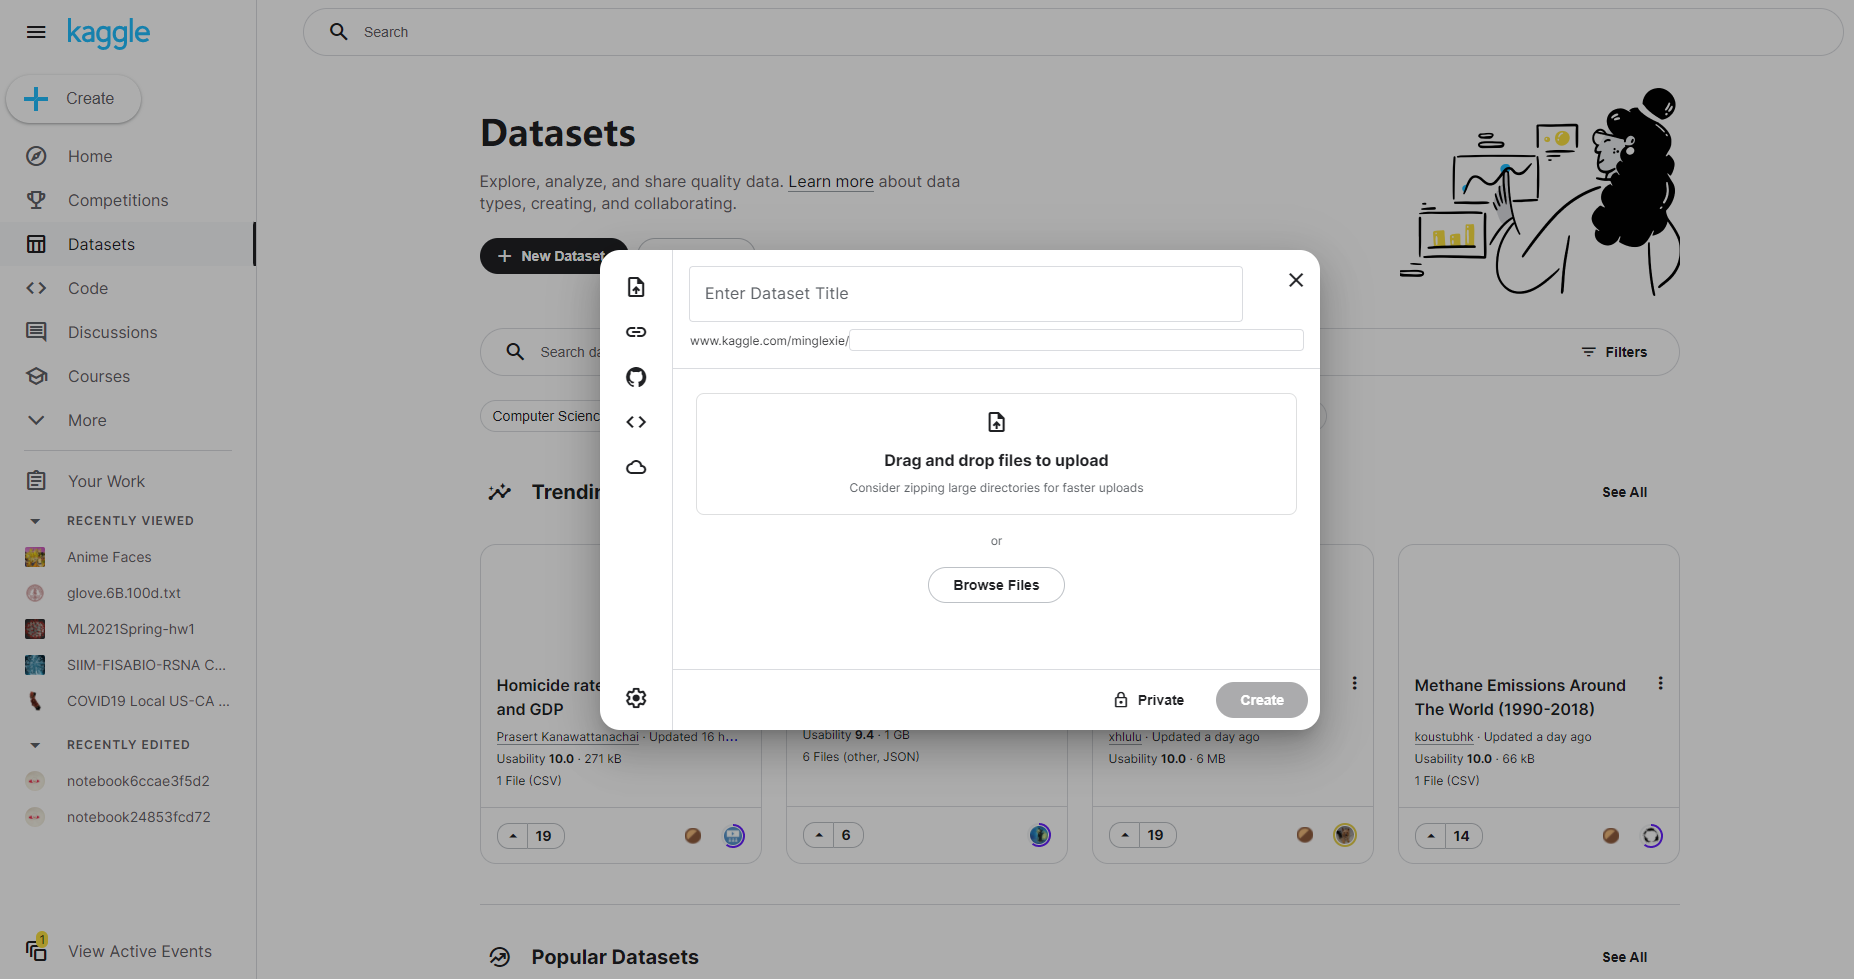 kaggle
Search
Create
Home
Competitions
Datasets
Code
Discussions
Courses
More
Your Work
RECENTLY VIEWED
Anime Faces
glove.6B.100d.txt
ML2021Spring-hw1
SIIM-FISABIO-RSNA C...
COVID19 Local US-CA ...
RECENTLY EDITED
notebook6ccae3f5d2
notebook24853fcd72
1
View Active Events
Datasets
Explore, analyze, and share quality data. Learn more about data
types, creating, and collaborating.
New Dataset
Search da
Filters
Computer Scienc
Trendin
See All
Enter Dataset Title
www.kaggle.com/minglexie/
Drag and drop files to upload
Consider zipping large directories for faster uploads
or
Browse Files
Private
Create
Homicide rate
and GDP
Prasert Kanawattanachai · Updated 16 h...
Usability 10.0 · 271 kB
1 File (CSV)
19
Usability 9.4 · 1 GB
6 Files (other, JSON)
6
xhlulu · Updated a day ago
Usability 10.0 · 6 MB
19
Methane Emissions Around
The World (1990-2018)
koustubhk · Updated a day ago
Usability 10.0 · 66 kB
1 File (CSV)
14
Popular Datasets
See All